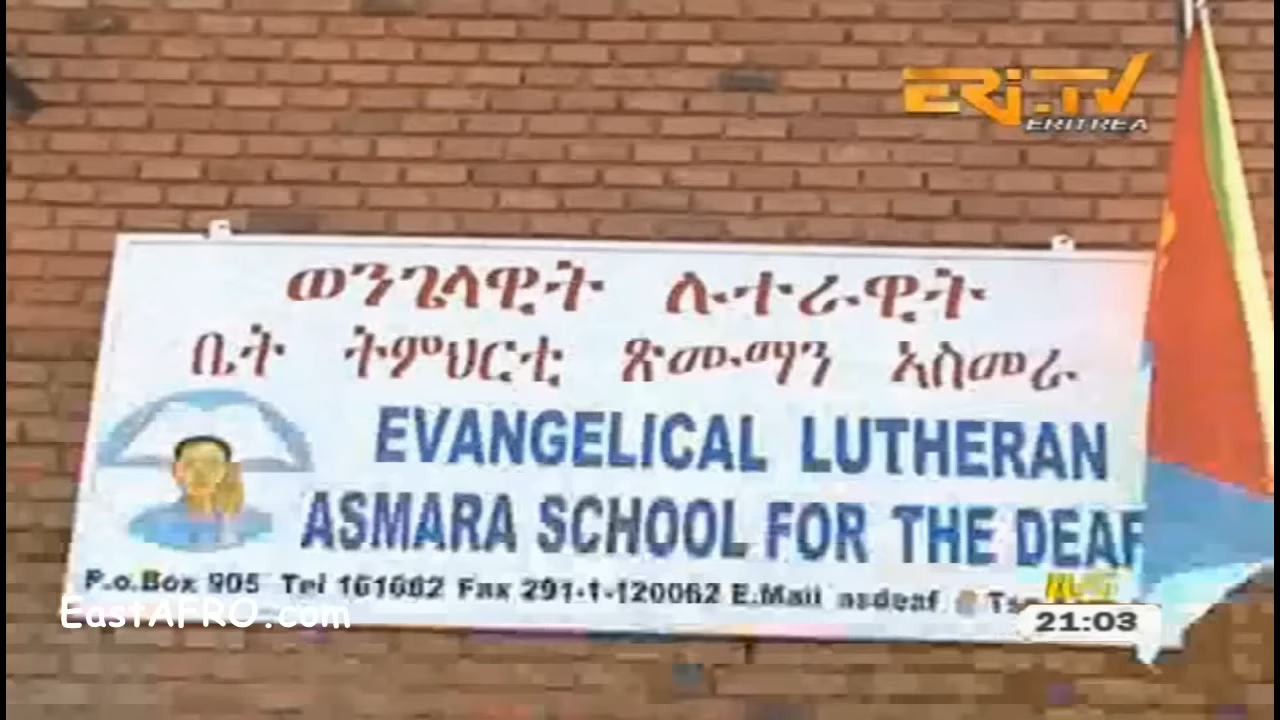 ERi-TV
ERITREA
ወንጌላዊት ሉተራዊት
ቤት ትምህርቲ ጽሙማን ኣስመራ
EVANGELICAL LUTHERAN
ASMARA SCHOOL FOR THE DEAF
P.o.Box 905 Tel 161662 Fax 291-1-120062 E.Mail asdeaf @
EastAFRO.com
21:03